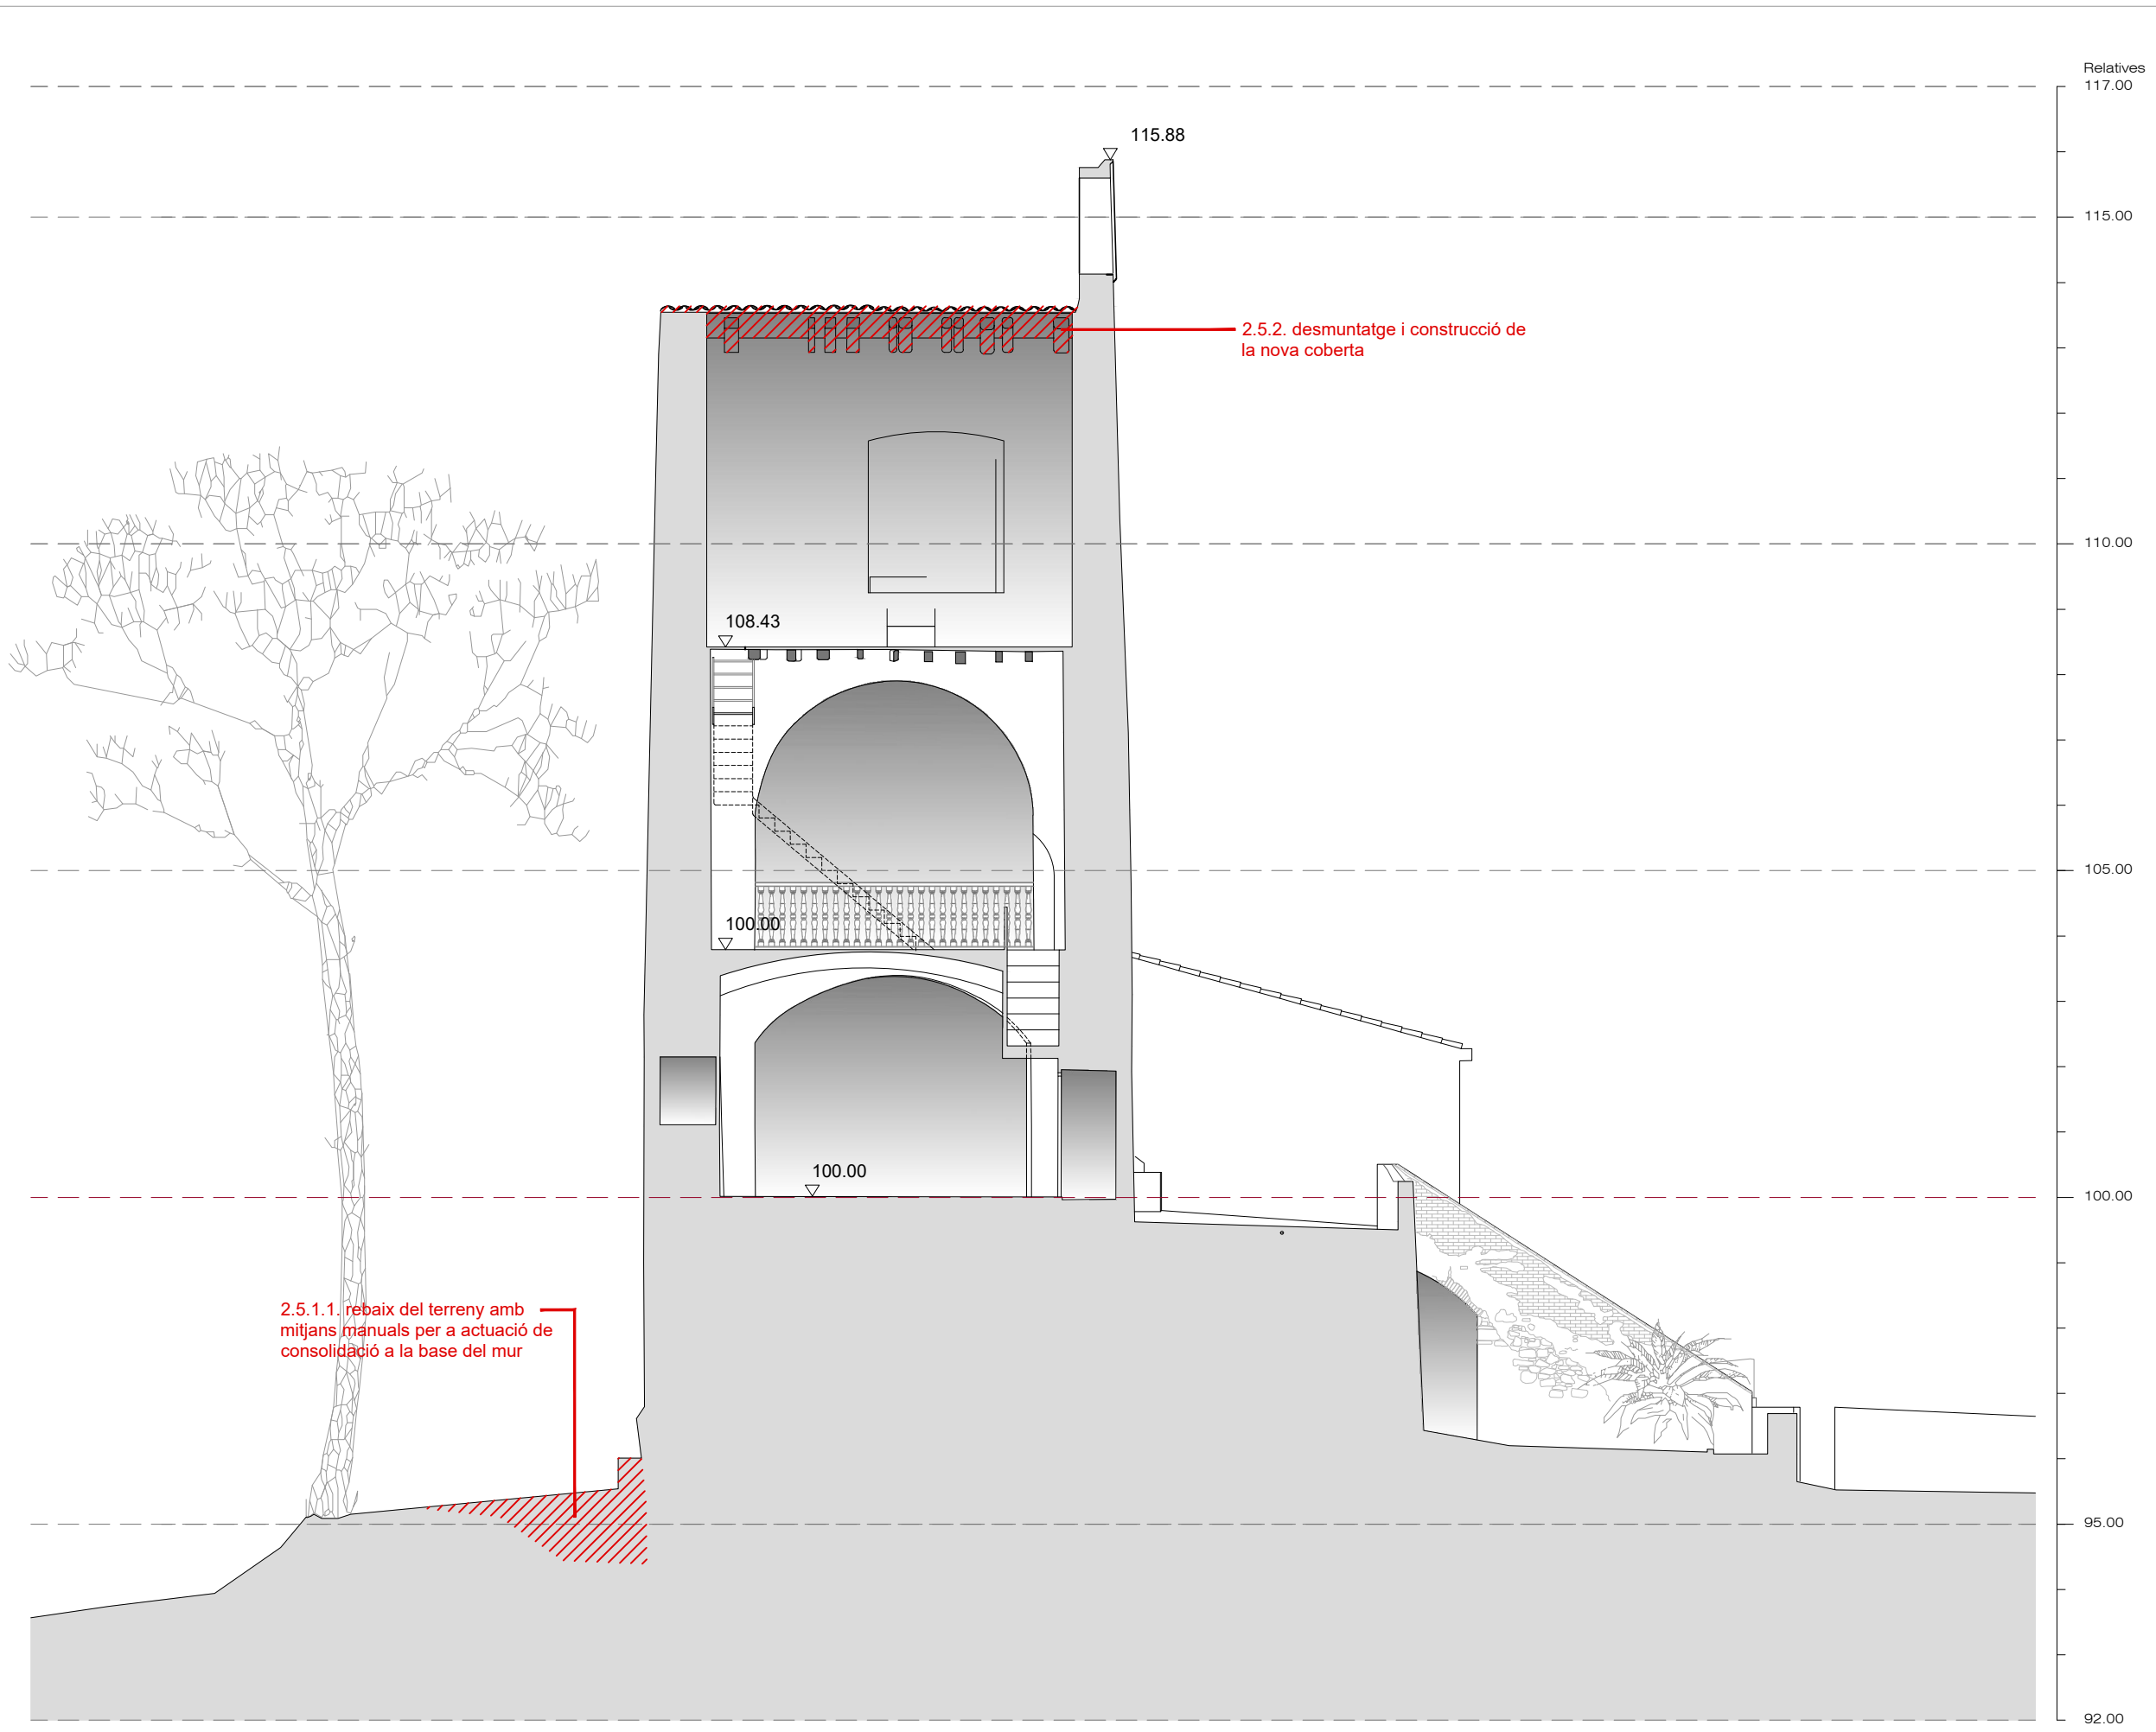 Relatives
117.00
115.88
115.00
2.5.2. desmuntatge i construcció de
la nova coberta
110.00
108.43
105.00
100.00
100.00
100.00
2.5.1.1. rebaix del terreny amb
mitjans manuals per a actuació de
consolidació a la base del mur
95.00
92.00